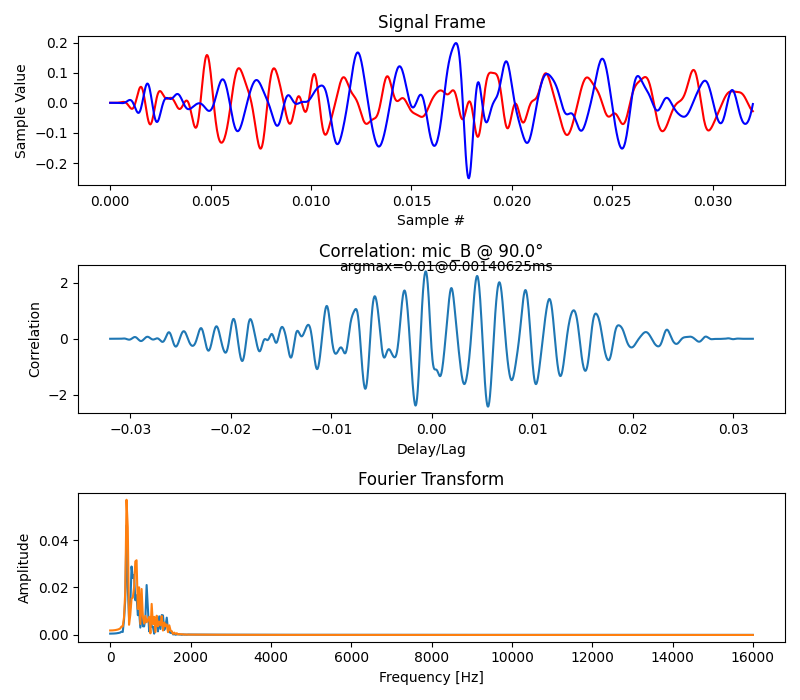 Signal Frame
Sample Value
0.2
0.1
0.0
−0.1
−0.2
0.000 0.005 0.010 0.015 0.020 0.025 0.030
Sample #
Correlation: mic_B @ 90.0°
argmax=0.01@0.00140625ms
Correlation
2
0
−2
−0.03 −0.02 −0.01 0.00 0.01 0.02 0.03
Delay/Lag
Fourier Transform
Amplitude
0.04
0.02
0.00
0 2000 4000 6000 8000 10000 12000 14000 16000
Frequency [Hz]